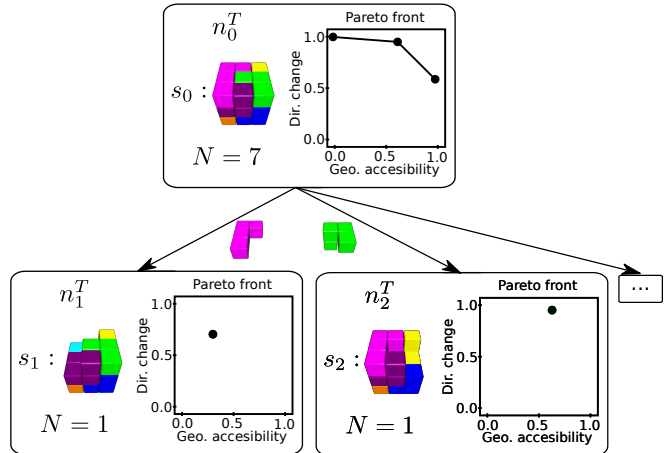 n_0^T
s_0 :
N = 7
Pareto front
Dir. change
1.0
0.5
0.0
0.0 0.5 1.0
Geo. accesibility
n_1^T
s_1 :
N = 1
Pareto front
Dir. change
1.0
0.5
0.0
0.0 0.5 1.0
Geo. accesibility
n_2^T
s_2 :
N = 1
Pareto front
Dir. change
1.0
0.5
0.0
0.0 0.5 1.0
Geo. accesibility
...